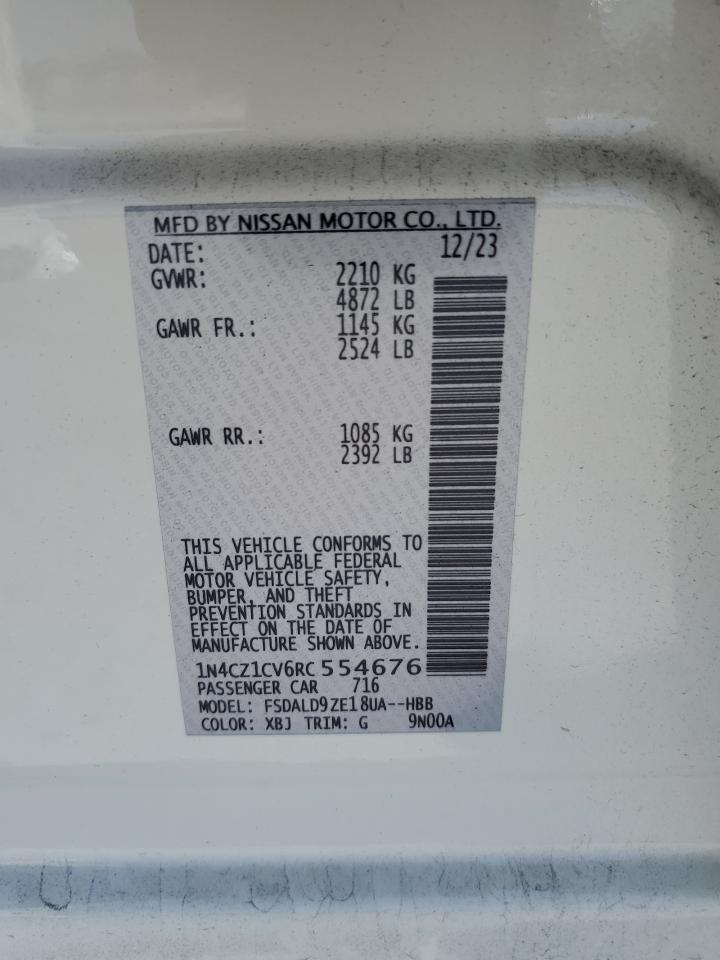 MFD BY NISSAN MOTOR CO., LTD.
DATE: 12/23
GVWR: 2210 KG
4872 LB
GAWR FR.: 1145 KG
2524 LB
GAWR RR.: 1085 KG
2392 LB
THIS VEHICLE CONFORMS TO
ALL APPLICABLE FEDERAL
MOTOR VEHICLE SAFETY,
BUMPER, AND THEFT
PREVENTION STANDARDS IN
EFFECT ON THE DATE OF
MANUFACTURE SHOWN ABOVE.
1N4CZ1CV6RC554676
PASSENGER CAR 716
MODEL: FSDALD9ZE18UA--HBB
COLOR: XBJ TRIM: G 9N00A